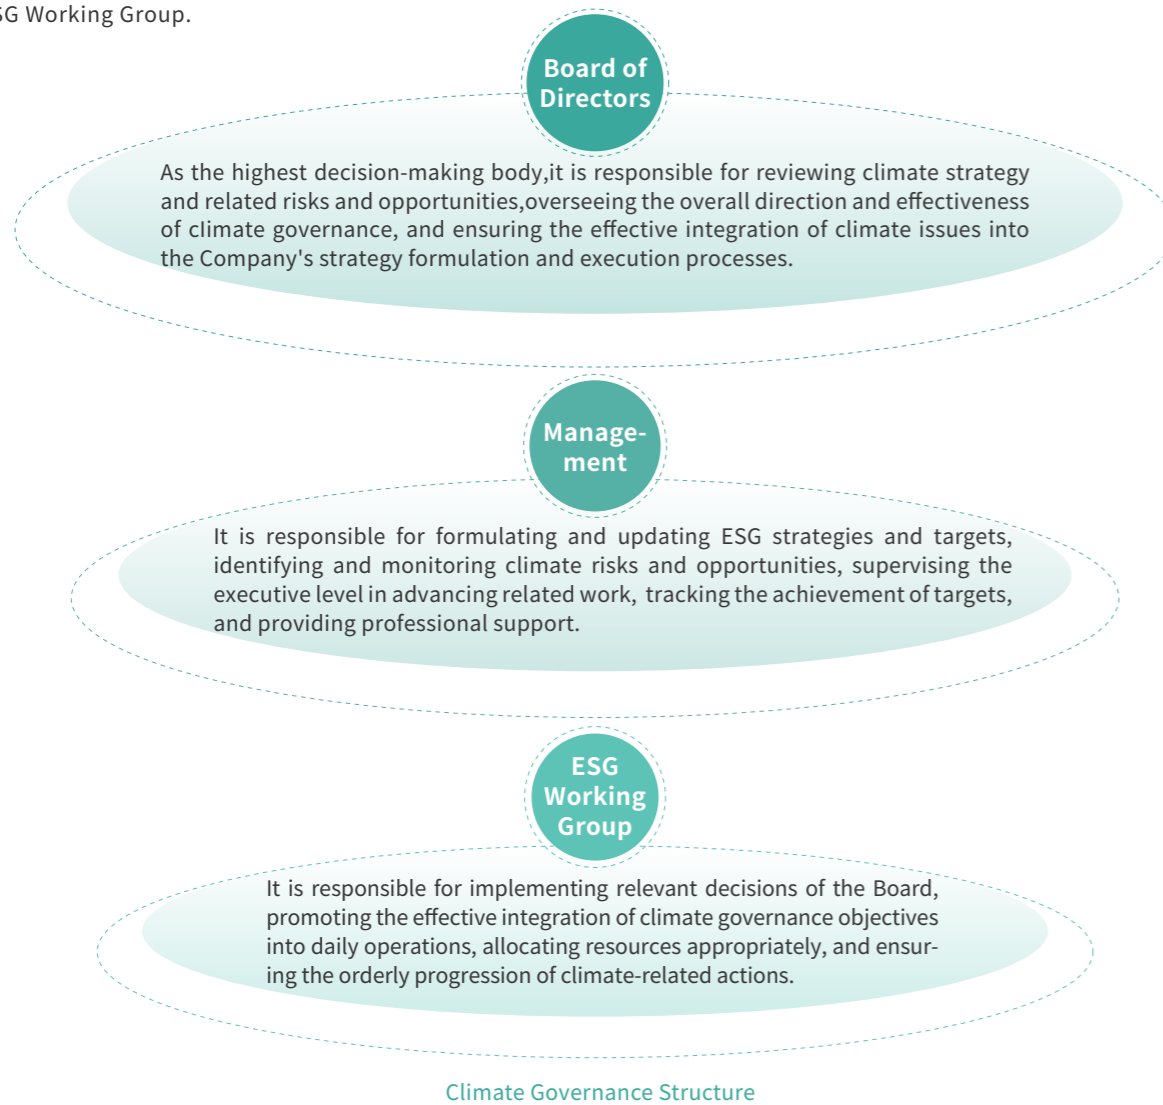 SG Working Group.
Board of
Directors
As the highest decision-making body,it is responsible for reviewing climate strategy
and related risks and opportunities,overseeing the overall direction and effectiveness
of climate governance, and ensuring the effective integration of climate issues into
the Company's strategy formulation and execution processes.
Manage-
ment
It is responsible for formulating and updating ESG strategies and targets,
identifying and monitoring climate risks and opportunities, supervising the
executive level in advancing related work, tracking the achievement of targets,
and providing professional support.
ESG
Working
Group
It is responsible for implementing relevant decisions of the Board,
promoting the effective integration of climate governance objectives
into daily operations, allocating resources appropriately, and ensur-
ing the orderly progression of climate-related actions.
Climate Governance Structure